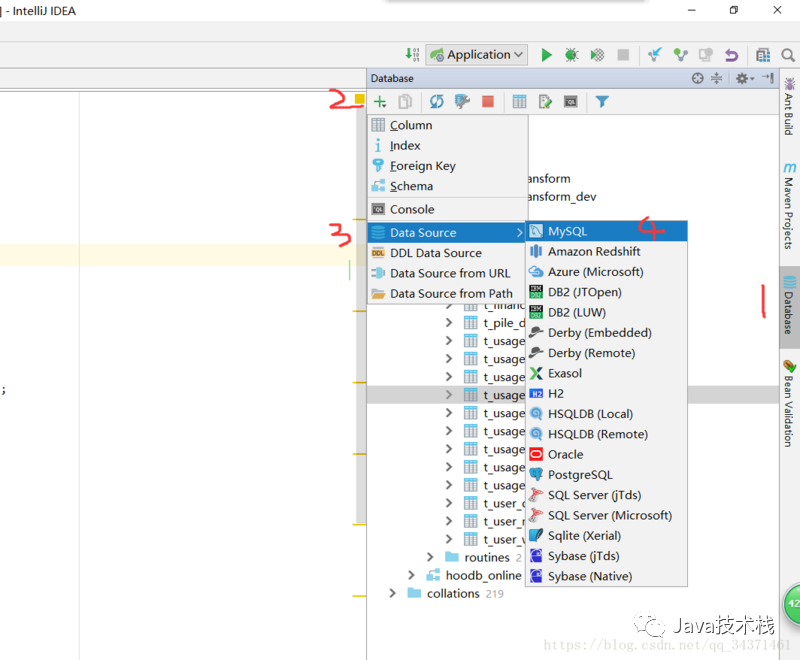 ] - IntelliJ IDEA
Application
Database
2
Column
Index
Foreign Key
Schema
Console
3
Data Source
DDL Data Source
Data Source from URL
Data Source from Path
ansform
ansform_dev
MySQL
4
Amazon Redshift
Azure (Microsoft)
DB2 (JTOpen)
DB2 (LUW)
Derby (Embedded)
Derby (Remote)
Exasol
H2
HSQLDB (Local)
HSQLDB (Remote)
Oracle
PostgreSQL
SQL Server (jTds)
SQL Server (Microsoft)
Sqlite (Xerial)
Sybase (jTds)
Sybase (Native)
t_pile_d
t_usage
t_usage
t_usage
t_usage
t_usage
t_usage
t_usage
t_usage
t_usage
t_user_
t_user_
t_user_
routines 2
hoodb_online
collations 219
;
Ant Build
Maven Projects
1
Database
Bean Validation
42
Java技术栈
https://blog.csdn.net/qq_34371461